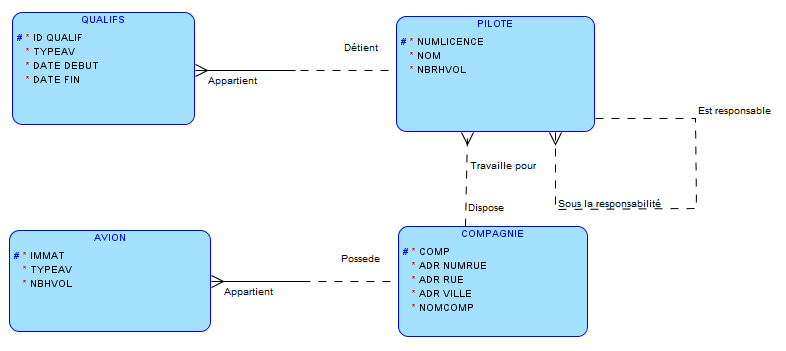 QUALIFS
# * ID QUALIF
* TYPEAV
* DATE DEBUT
* DATE FIN
Détient
Appartient
PILOTE
# * NUMLICENCE
* NOM
* NBRHVOL
Est responsable
Travaille pour
Sous la responsabilité
Dispose
AVION
# * IMMAT
* TYPEAV
* NBHVOL
Possede
Appartient
COMPAGNIE
# * COMP
* ADR NUMRUE
* ADR RUE
* ADR VILLE
* NOMCOMP